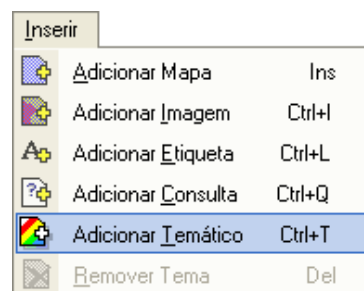 Inserir
Adicionar Mapa Ins
Adicionar Imagem Ctrl+I
Adicionar Etiqueta Ctrl+L
Adicionar Consulta Ctrl+Q
Adicionar Temático Ctrl+T
Remover Tema Del